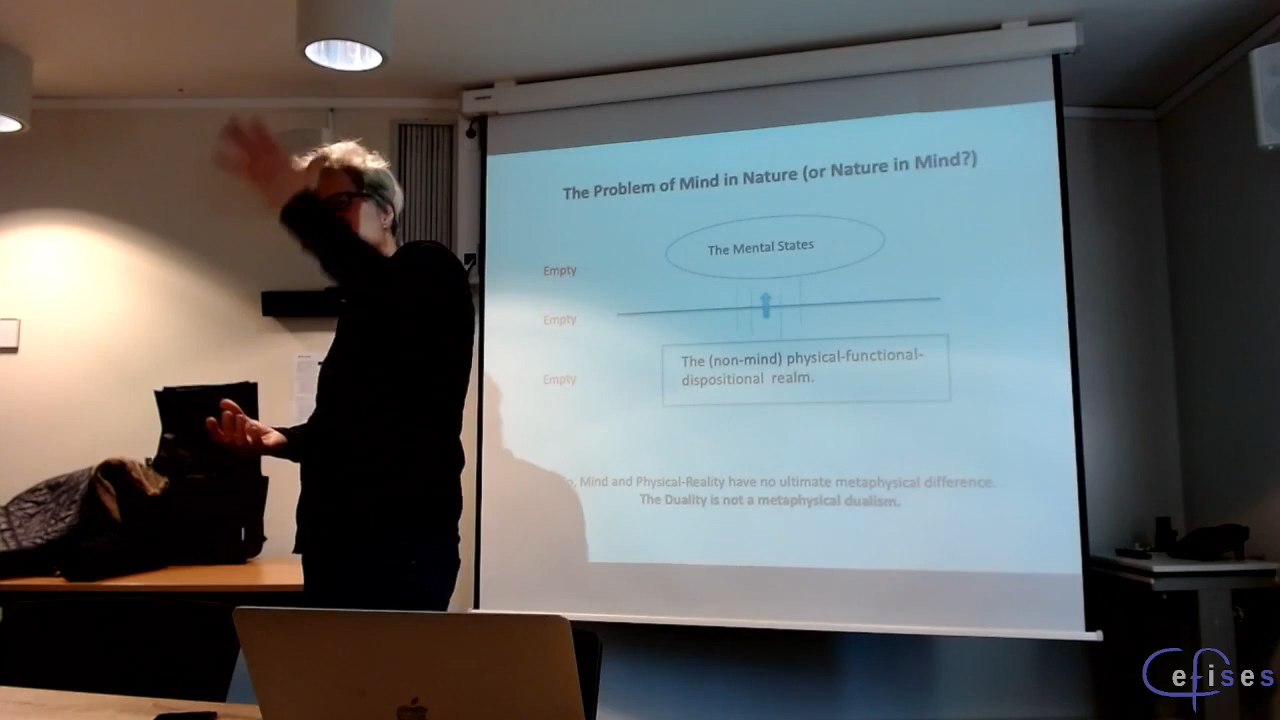 The Problem of Mind in Nature (or Nature in Mind?)
The Mental States
Empty
Empty
The (non-mind) physical-functional-
dispositional realm.
Empty
, Mind and Physical-Reality have no ultimate metaphysical difference.
The Duality is not a metaphysical dualism.
efises